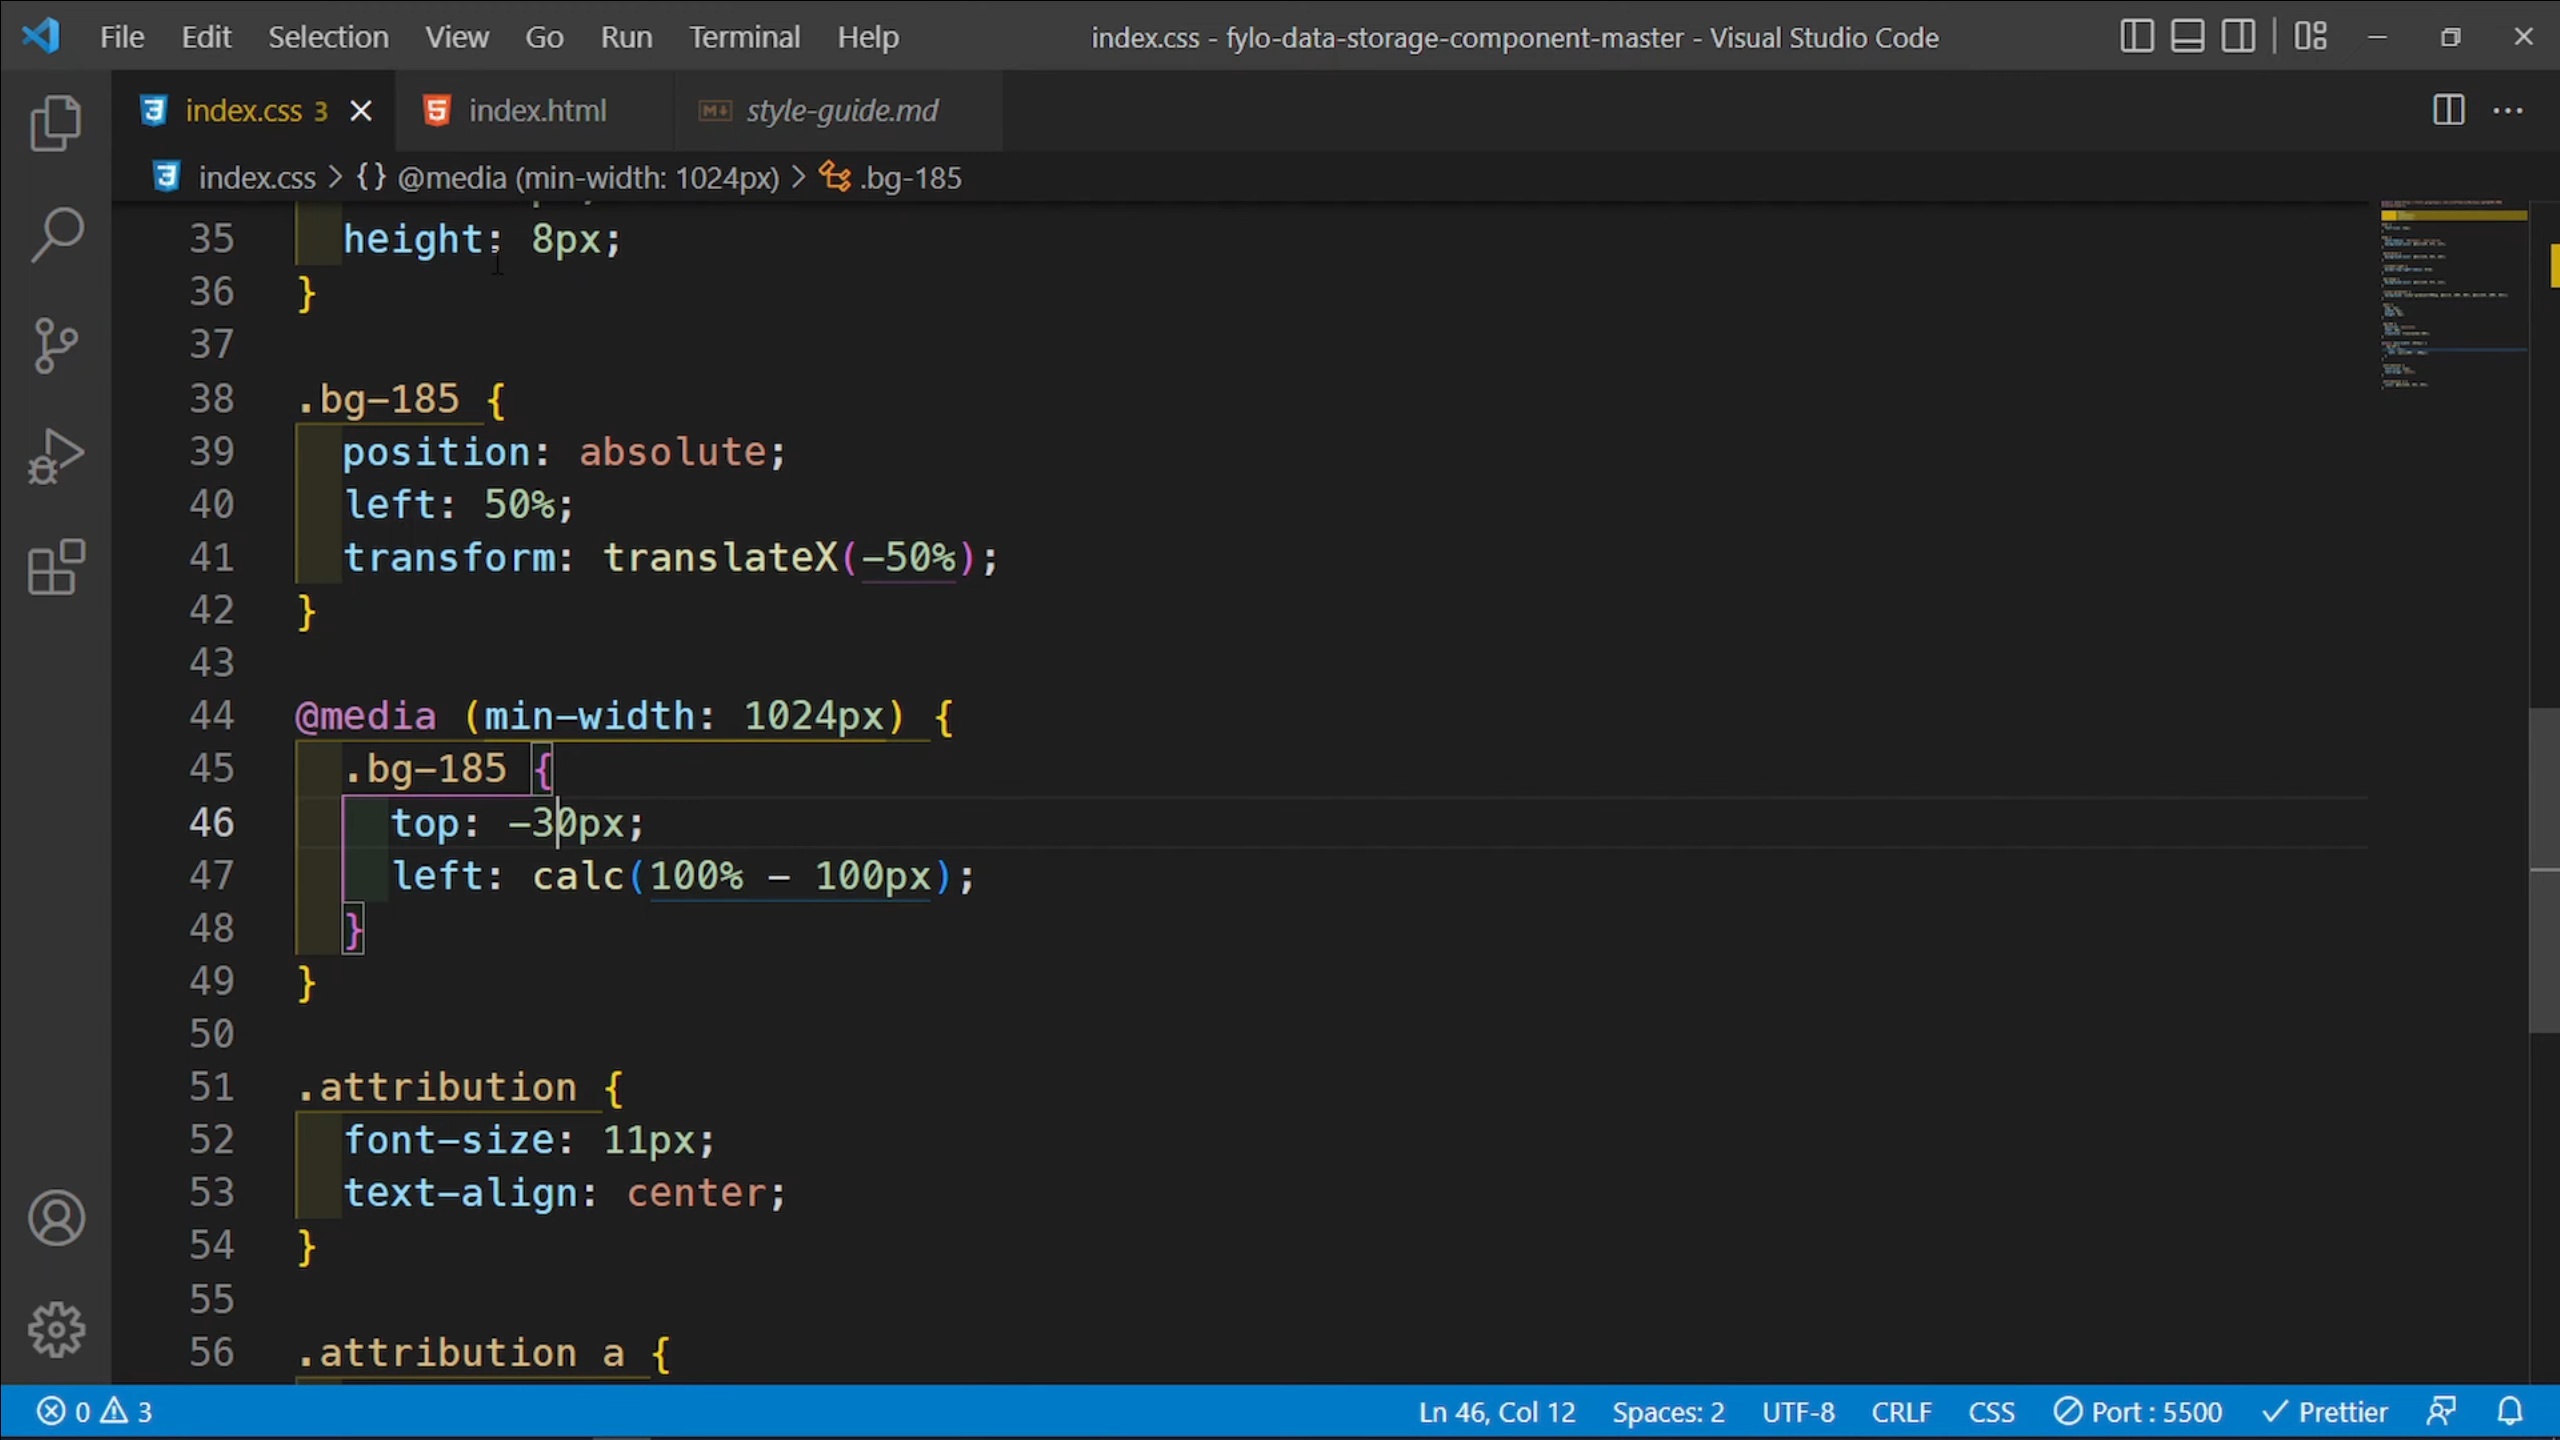 File Edit Selection View Go Run Terminal Help index.css - fylo-data-storage-component-master - Visual Studio Code
index.css 3 index.html style-guide.md
index.css > {} @media (min-width: 1024px) > .bg-185
35 height: 8px;
36 }
37
38 .bg-185 {
39 position: absolute;
40 left: 50%;
41 transform: translateX(-50%);
42 }
43
44 @media (min-width: 1024px) {
45 .bg-185 {
46 top: -30px;
47 left: calc(100% - 100px);
48 }
49 }
50
51 .attribution {
52 font-size: 11px;
53 text-align: center;
54 }
55
56 .attribution a {
0 3 Ln 46, Col 12 Spaces: 2 UTF-8 CRLF CSS Port : 5500 Prettier